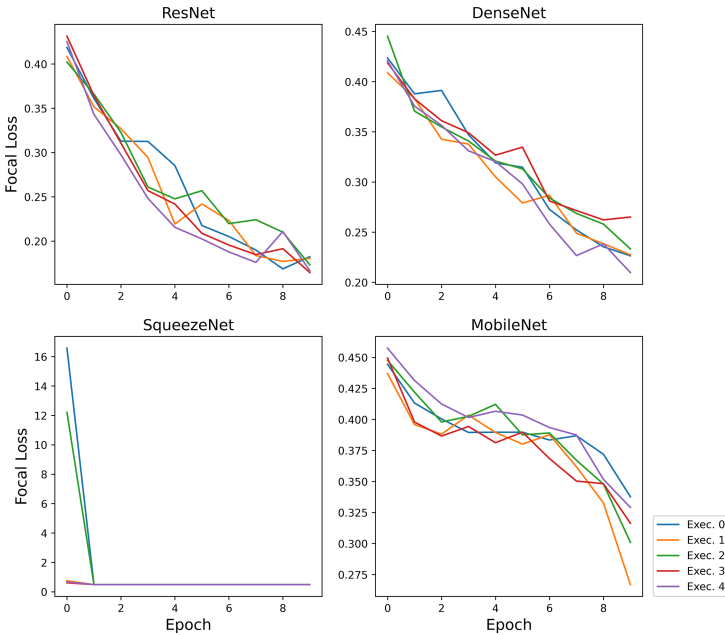 ResNet
DenseNet
Focal Loss
0.40
0.35
0.30
0.25
0.20
0 2 4 6 8
0.45
0.40
0.35
0.30
0.25
0.20
0 2 4 6 8
SqueezeNet
MobileNet
Focal Loss
16
14
12
10
8
6
4
2
0
0 2 4 6 8
Epoch
0.450
0.425
0.400
0.375
0.350
0.325
0.300
0.275
0 2 4 6 8
Epoch
Exec. 0
Exec. 1
Exec. 2
Exec. 3
Exec. 4